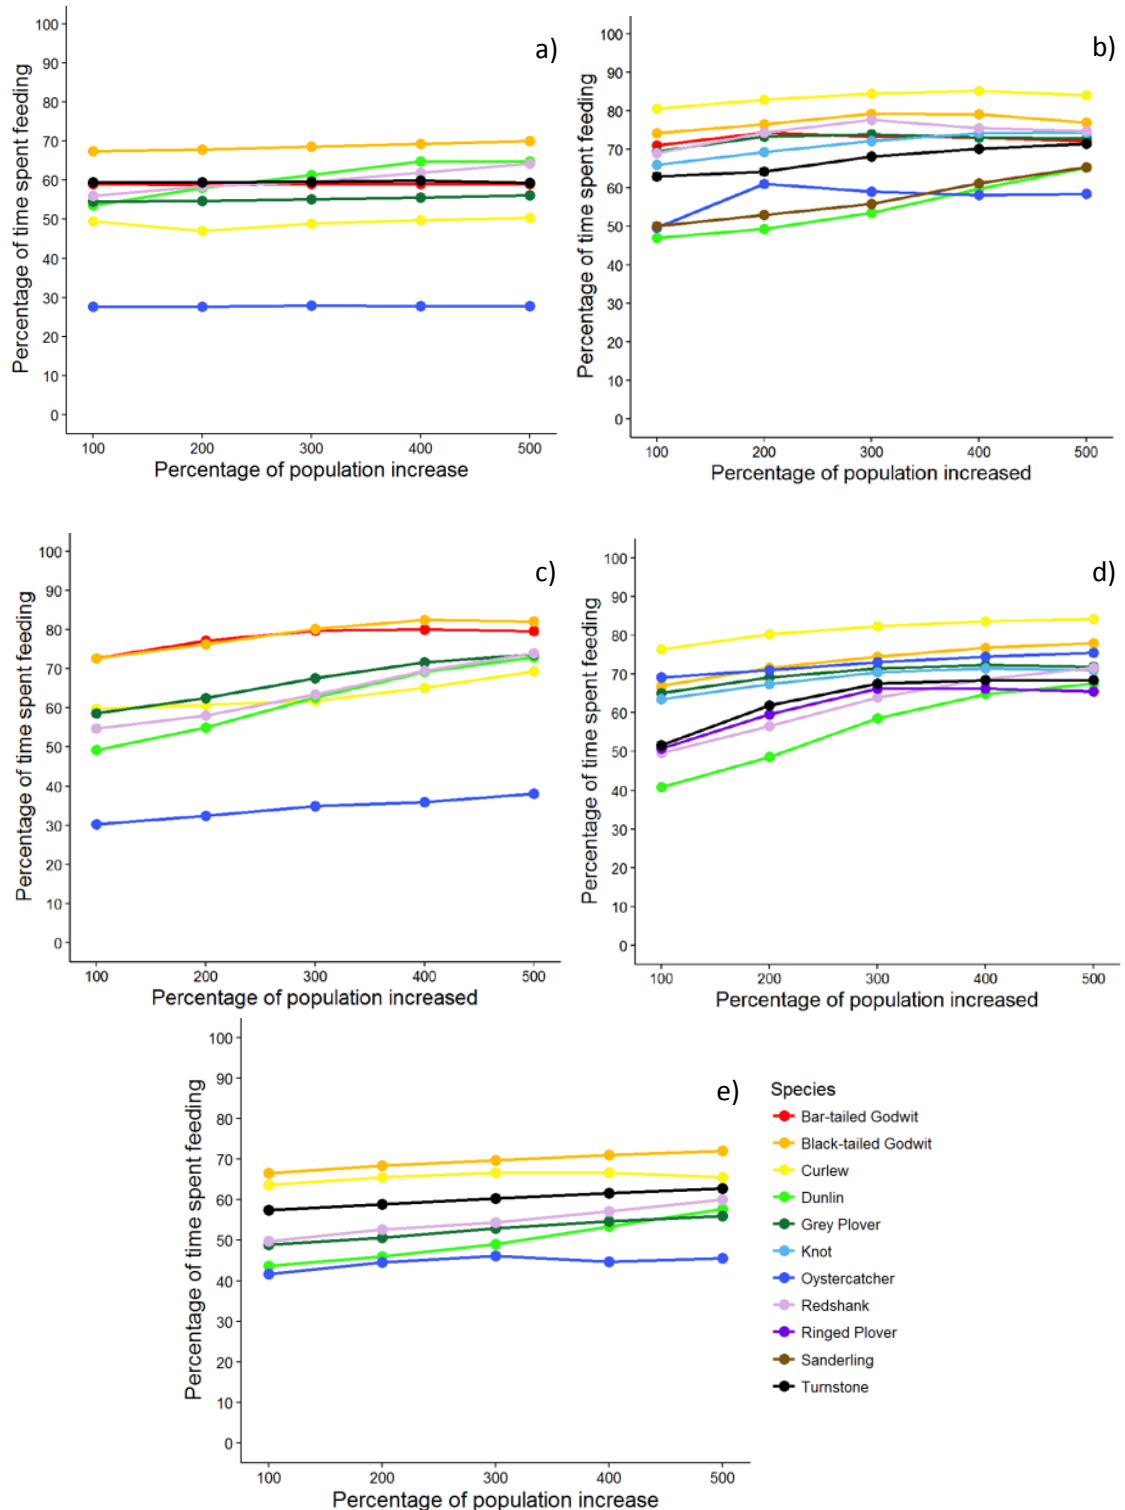 a)
Percentage of time spent feeding
100
90
80
70
60
50
40
30
20
10
0
100 200 300 400 500
Percentage of population increase
b)
Percentage of time spent feeding
100
90
80
70
60
50
40
30
20
10
0
100 200 300 400 500
Percentage of population increased
c)
Percentage of time spent feeding
100
90
80
70
60
50
40
30
20
10
0
100 200 300 400 500
Percentage of population increased
d)
Percentage of time spent feeding
100
90
80
70
60
50
40
30
20
10
0
100 200 300 400 500
Percentage of population increased
e)
Percentage of time spent feeding
100
90
80
70
60
50
40
30
20
10
0
100 200 300 400 500
Percentage of population increase
Species
Bar-tailed Godwit
Black-tailed Godwit
Curlew
Dunlin
Grey Plover
Knot
Oystercatcher
Redshank
Ringed Plover
Sanderling
Turnstone